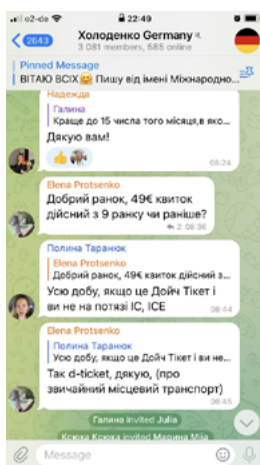 o2-de
22:49
2643
Холоденко Germany
3 081 members, 585 online
Pinned Message
ВІТАЮ ВСІХ🤗 Пишу від імені Міжнародно...
Надежда
Галина
Краще до 15 числа того місяця,в яко...
Дякую вам!
08:24
Elena Protsenko
Добрий ранок, 49€ квиток
дійсний з 9 ранку чи раніше?
2 08:36
Полина Таранюк
Elena Protsenko
Добрий ранок, 49€ квиток дійсний з...
Усю добу, якщо це Дойч Тікет і
ви не на потязі IC, ICE
08:44
Elena Protsenko
Полина Таранюк
Усю добу, якщо це Дойч Тікет і ви не...
Так d-ticket, дякую, (про
звичайний місцевий транспорт)
08:45
Галина invited Julia
Ксюха Ксюха invited Марина Mija
Message